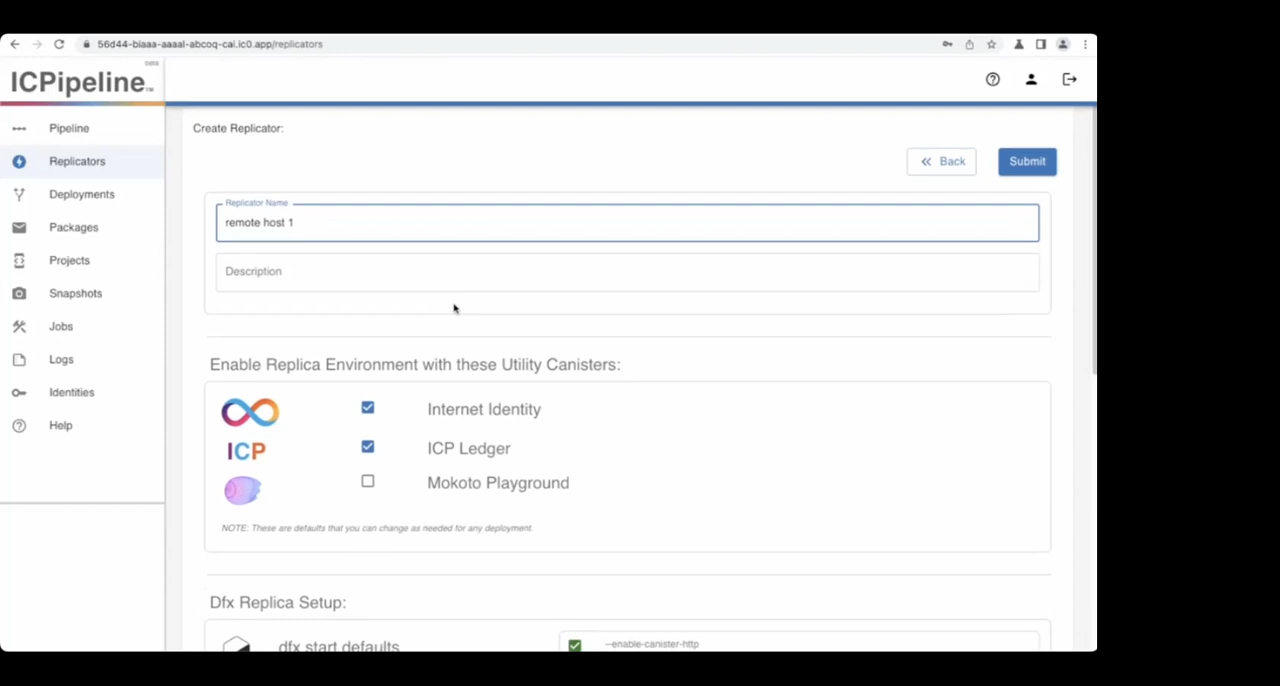 56d44-biaaa-aaaal-abcoq-cai.ic0.app/replicators
beta
ICPipeline™
Pipeline
Replicators
Deployments
Packages
Projects
Snapshots
Jobs
Logs
Identities
Help
Create Replicator:
Back
Submit
Replicator Name
remote host 1
Description
Enable Replica Environment with these Utility Canisters:
Internet Identity
ICP
ICP Ledger
Mokoto Playground
NOTE: These are defaults that you can change as needed for any deployment.
Dfx Replica Setup:
dfx start defaults
--enable-canister-http